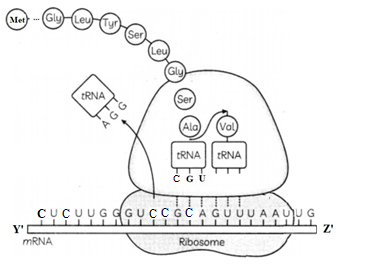 Met ... Gly Leu Tyr Ser Leu Gly
Ser
Ala Val
tRNA
A G G
tRNA tRNA
C G U
C U C U U G G G U C C G C A G U U U A A U U G
Y' Z'
mRNA Ribosome